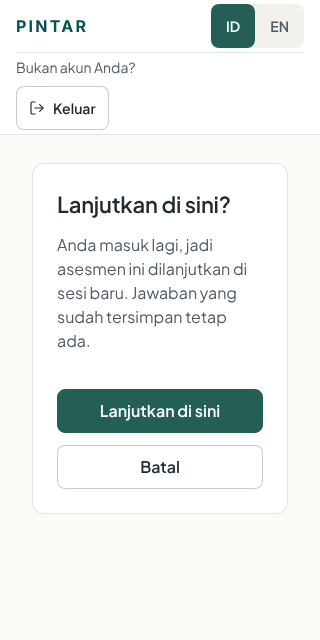 PINTAR
ID
EN
Bukan akun Anda?
Keluar
Lanjutkan di sini?
Anda masuk lagi, jadi
asesmen ini dilanjutkan di
sesi baru. Jawaban yang
sudah tersimpan tetap
ada.
Lanjutkan di sini
Batal